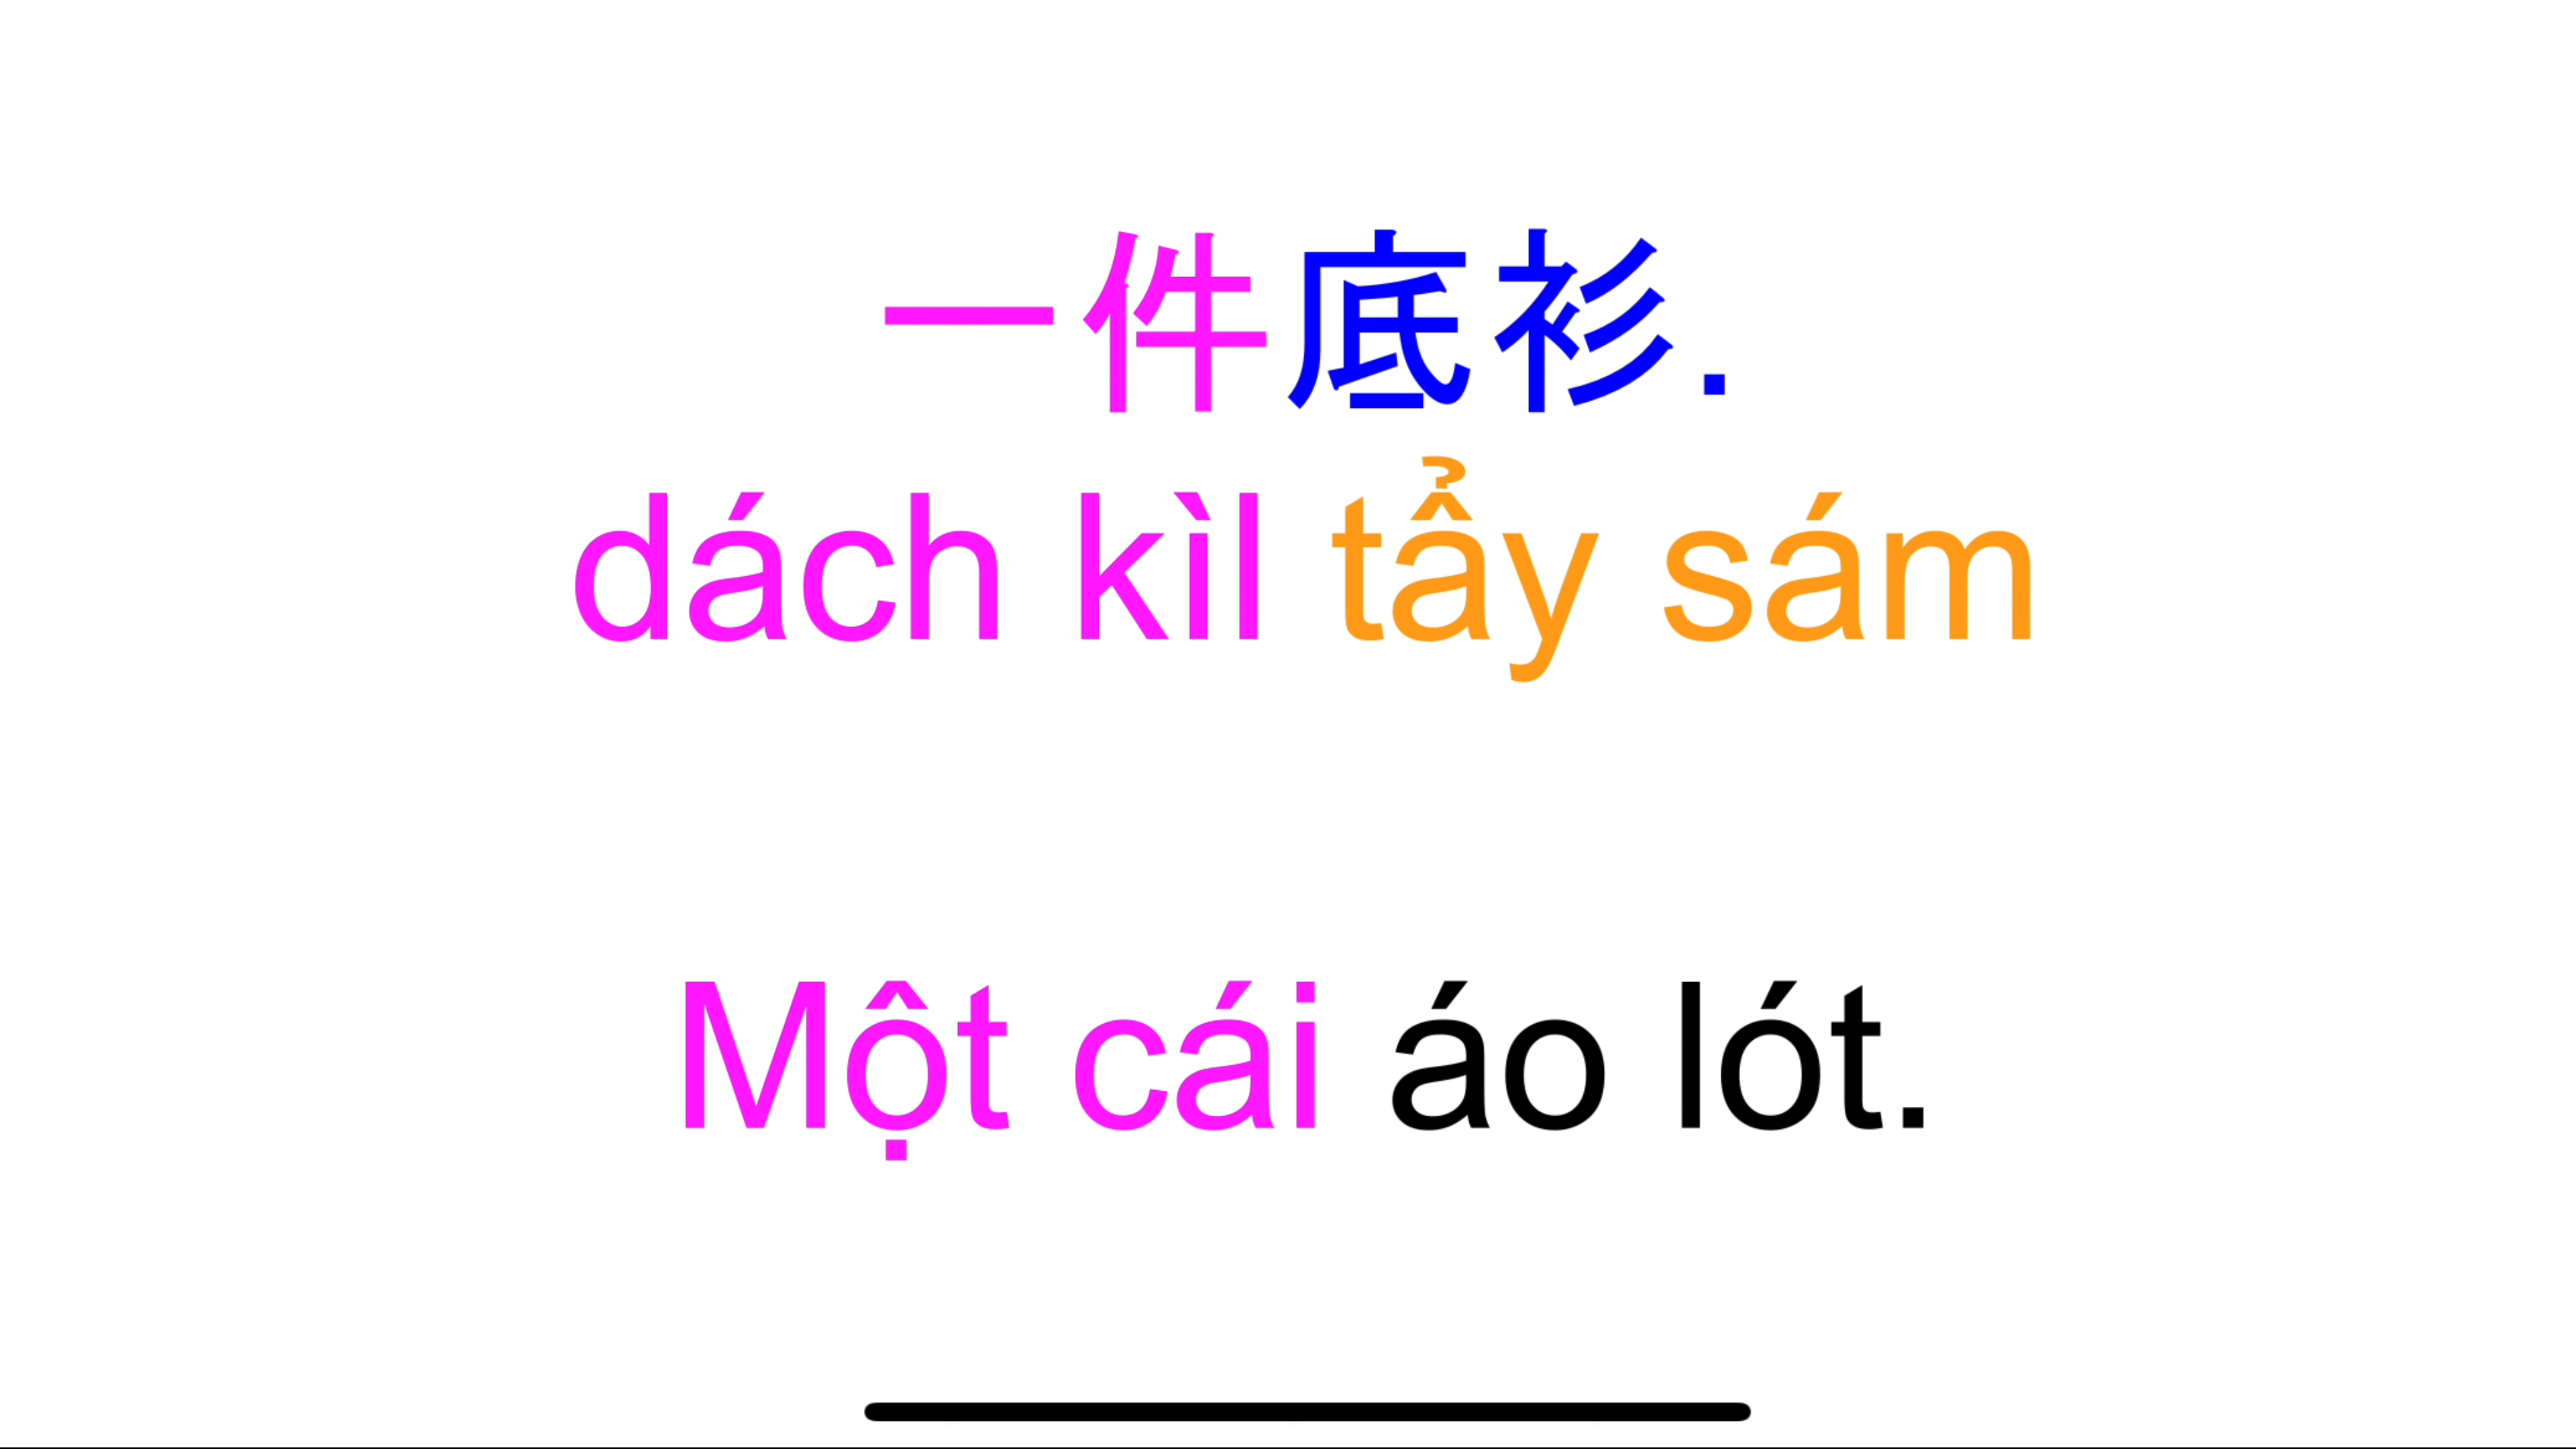 一件底衫.
dách kìl tẩy sám
Một cái áo lót.